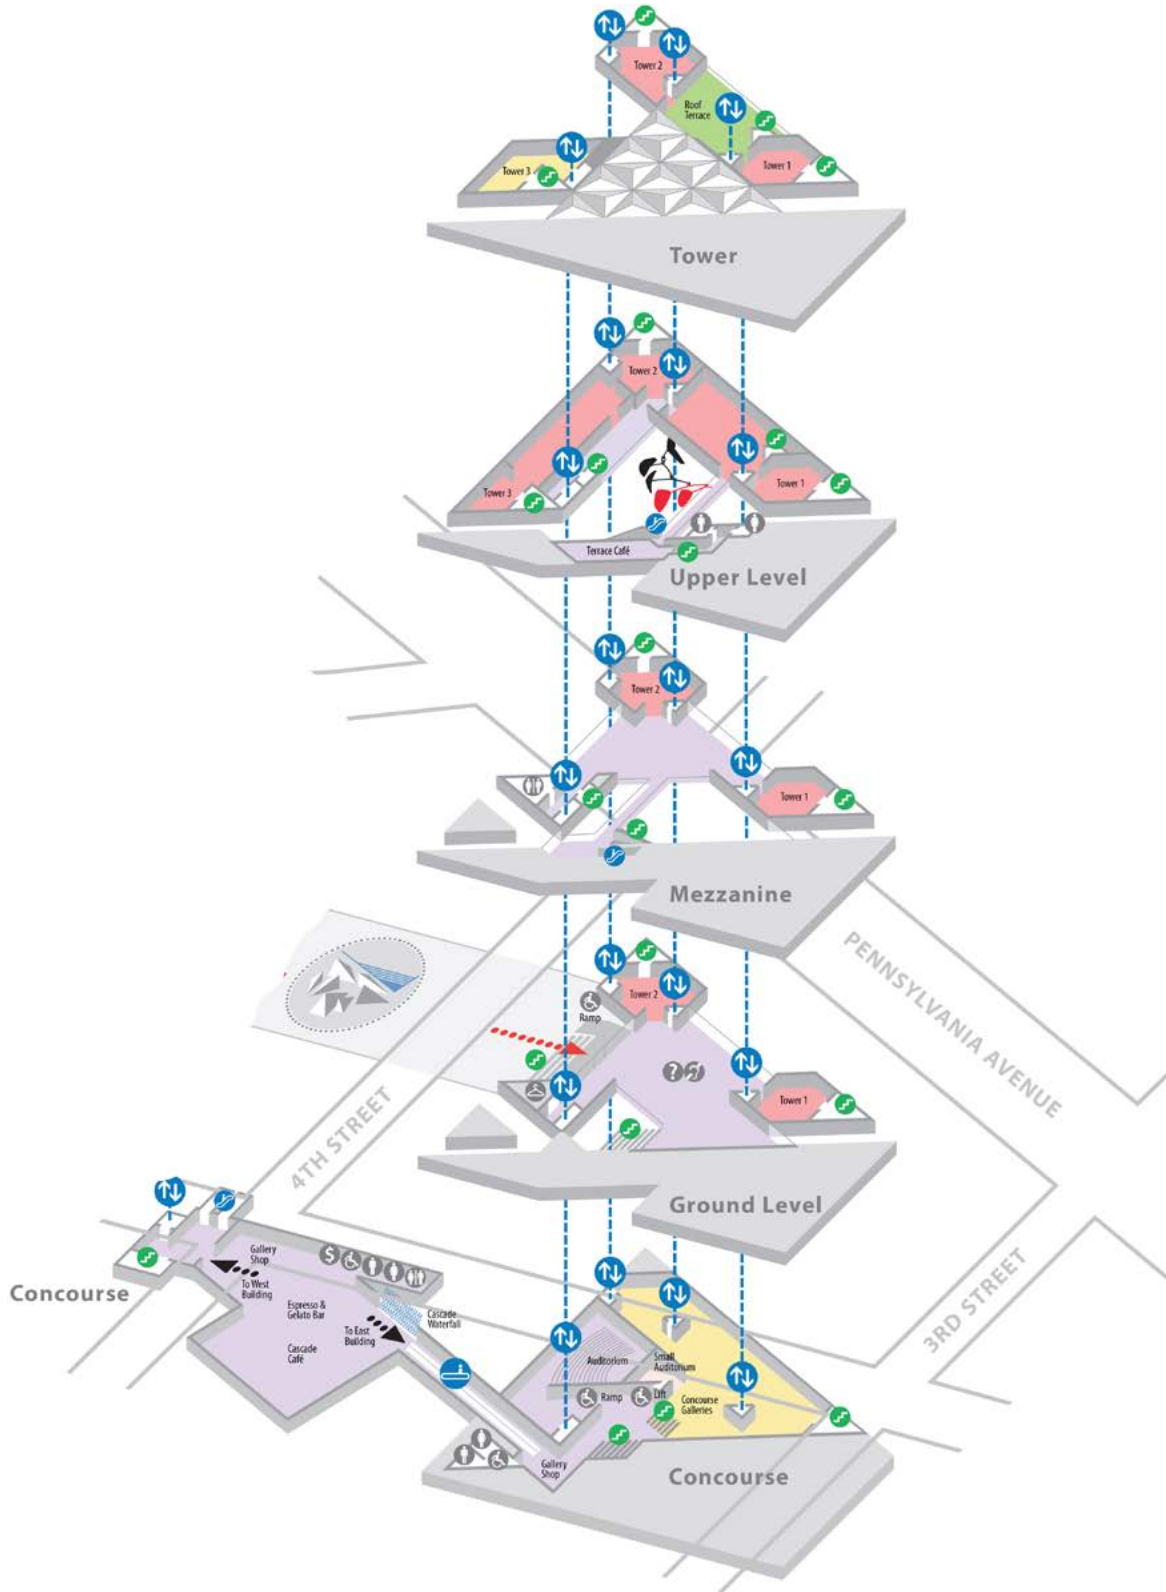 Tower 2
Roof
Terrace
Tower 3
Tower 1
Tower
Tower 2
Tower 3
Tower 1
Terrace Café
Upper Level
Tower 2
Tower 1
Mezzanine
PENNSYLVANIA AVENUE
Tower 2
Ramp
?
Tower 1
4TH STREET
Ground Level
3RD STREET
Concourse
$
Gallery
Shop
To West
Building
Espresso &
Gelato Bar
Cascade
Café
To East
Building
Cascade
Waterfall
Auditorium
Small
Auditorium
Ramp
Lift
Concourse
Galleries
Gallery
Shop
Concourse